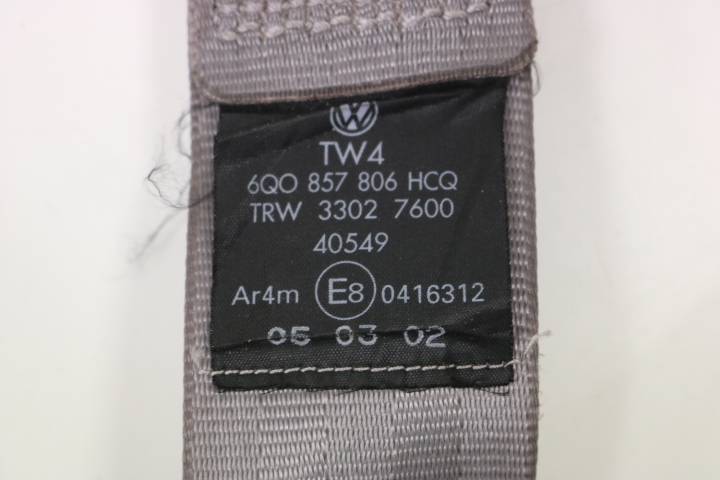 TW4
6Q0 857 806 HCQ
TRW 3302 7600
40549
Ar4m E8 0416312
05 03 02